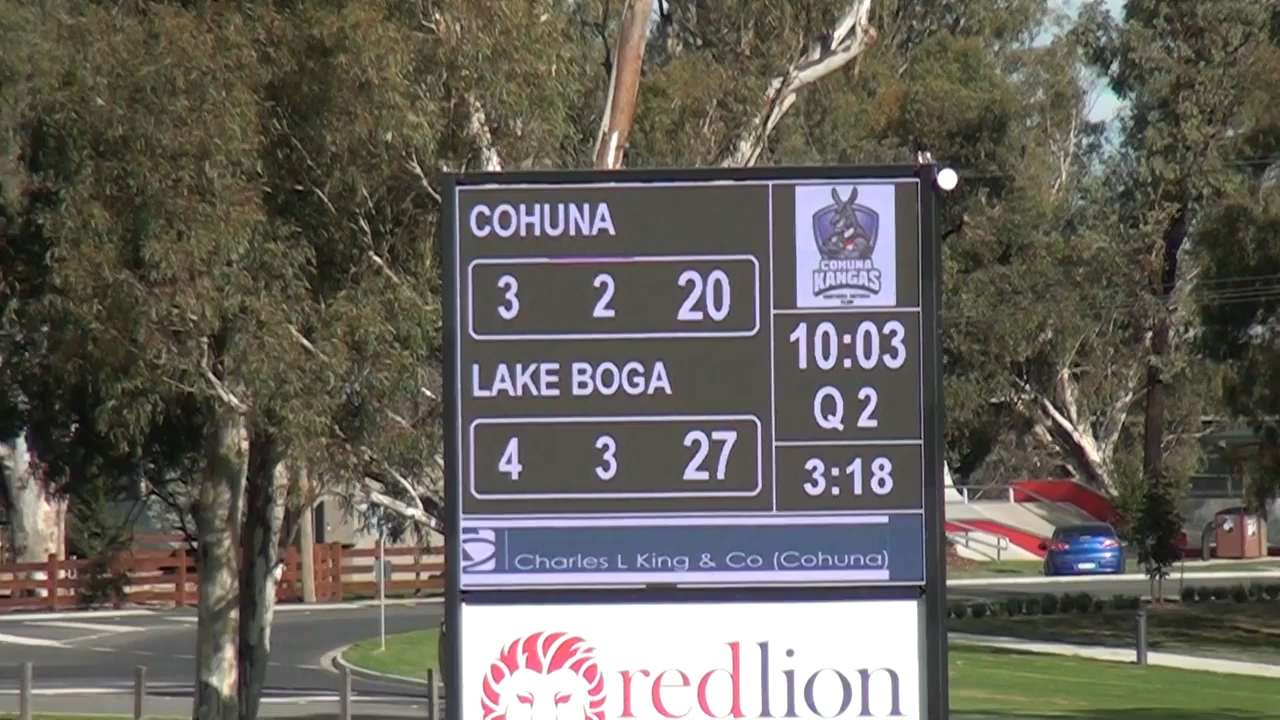 COHUNA
3 2 20
LAKE BOGA
4 3 27
COHUNA
KANGAS
10:03
Q 2
3:18
Charles L King & Co (Cohuna)
redlion